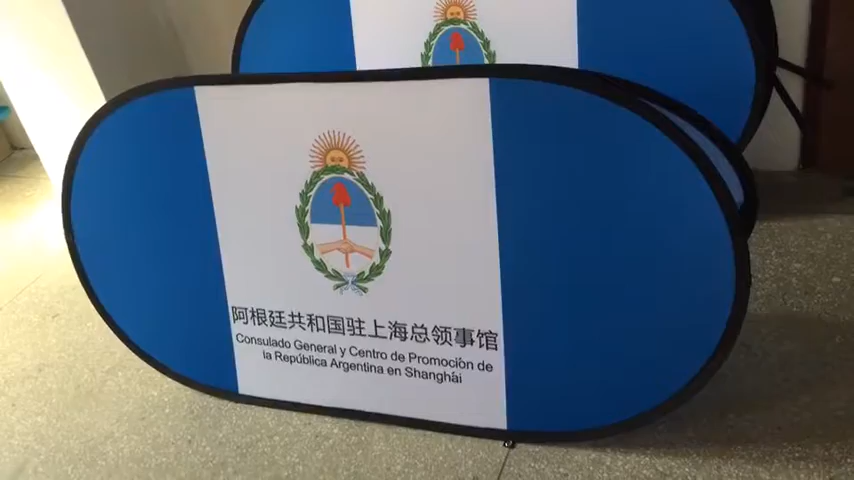 阿根廷共和国驻上海总领事馆
Consulado General y Centro de Promoción de
la República Argentina en Shanghái